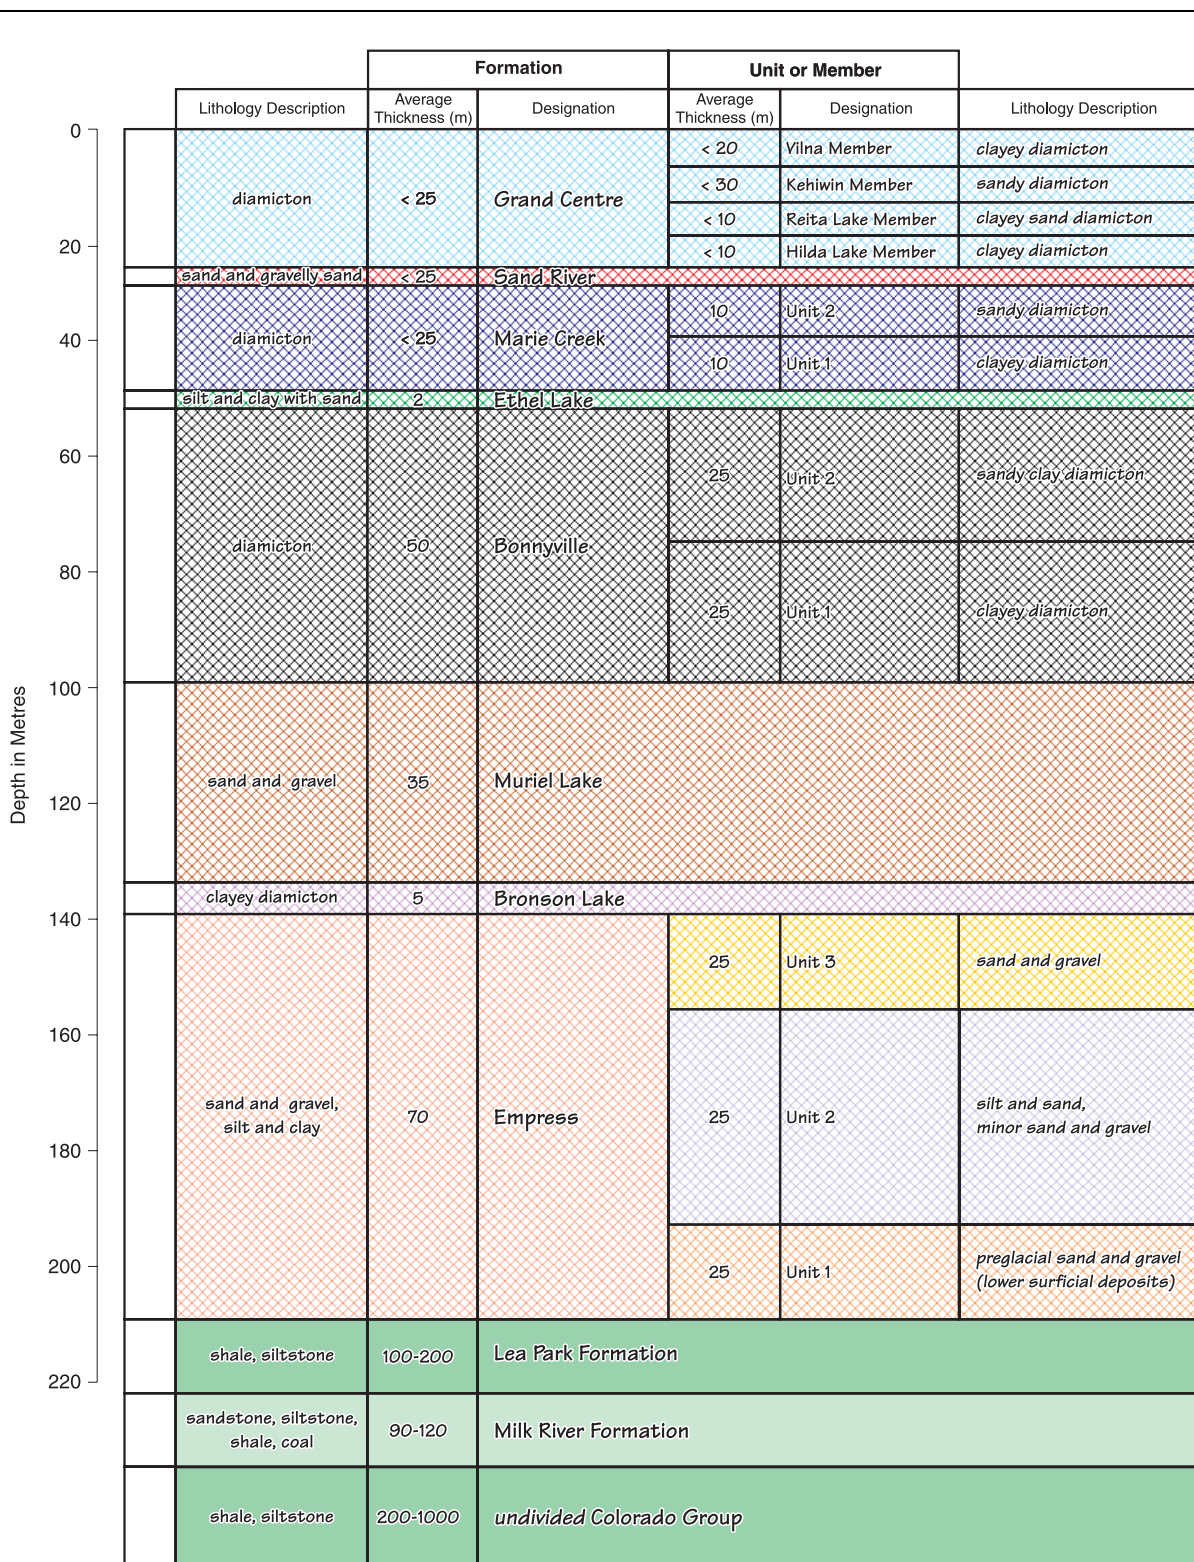 Formation
Unit or Member
Lithology Description
Average
Thickness (m)
Designation
Average
Thickness (m)
Designation
Lithology Description
Depth in Metres
0
20
40
60
80
100
120
140
160
180
200
220
diamicton
< 25
Grand Centre
< 20
Vilna Member
clayey diamicton
< 30
Kehiwin Member
sandy diamicton
< 10
Reita Lake Member
clayey sand diamicton
< 10
Hilda Lake Member
clayey diamicton
sand and gravelly sand
< 25
Sand River
diamicton
< 25
Marie Creek
10
Unit 2
sandy diamicton
10
Unit 1
clayey diamicton
silt and clay with sand
2
Ethel Lake
diamicton
50
Bonnyville
25
Unit 2
sandy clay diamicton
25
Unit 1
clayey diamicton
sand and gravel
35
Muriel Lake
clayey diamicton
5
Bronson Lake
sand and gravel,
silt and clay
70
Empress
25
Unit 3
sand and gravel
25
Unit 2
silt and sand,
minor sand and gravel
25
Unit 1
preglacial sand and gravel
(lower surficial deposits)
shale, siltstone
100-200
Lea Park Formation
sandstone, siltstone,
shale, coal
90-120
Milk River Formation
shale, siltstone
200-1000
undivided Colorado Group